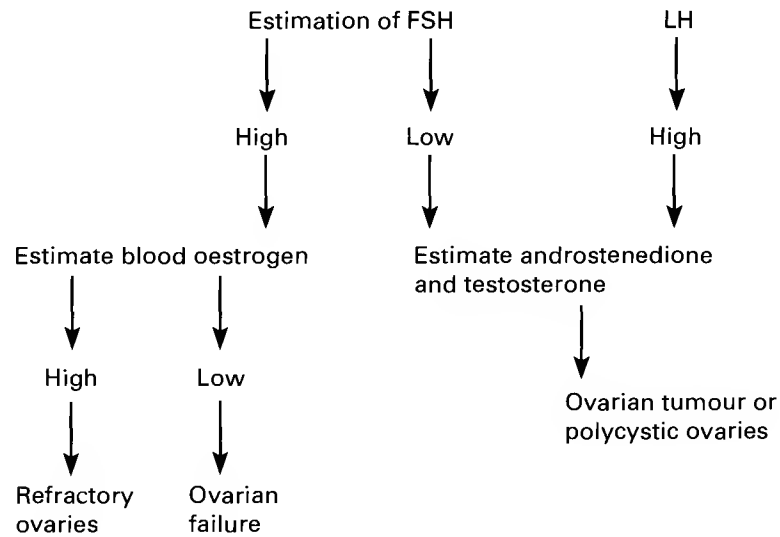 Estimation of FSH
LH
High
Low
High
Estimate blood oestrogen
Estimate androstenedione
and testosterone
High
Low
Ovarian tumour or
polycystic ovaries
Refractory
ovaries
Ovarian
failure